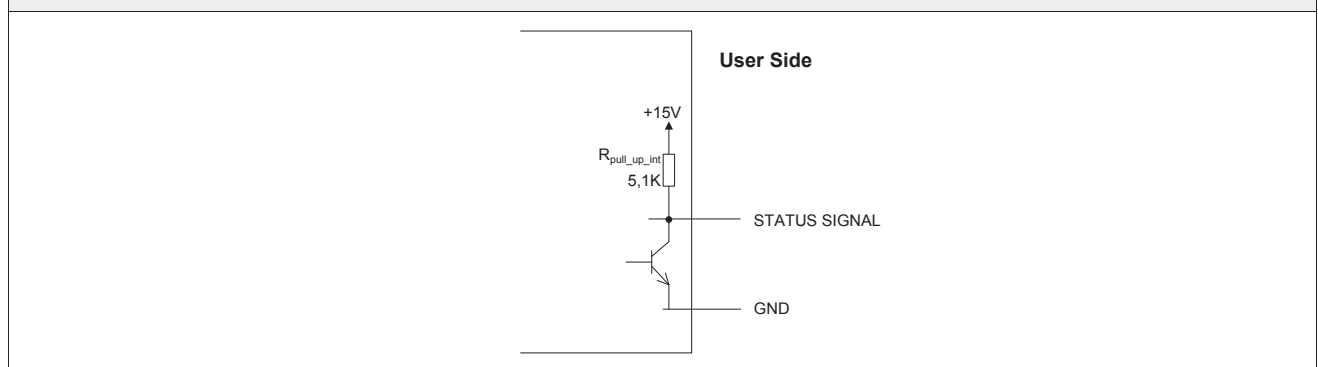 User Side
+15V
Rpull_up_int
5,1K
STATUS SIGNAL
GND